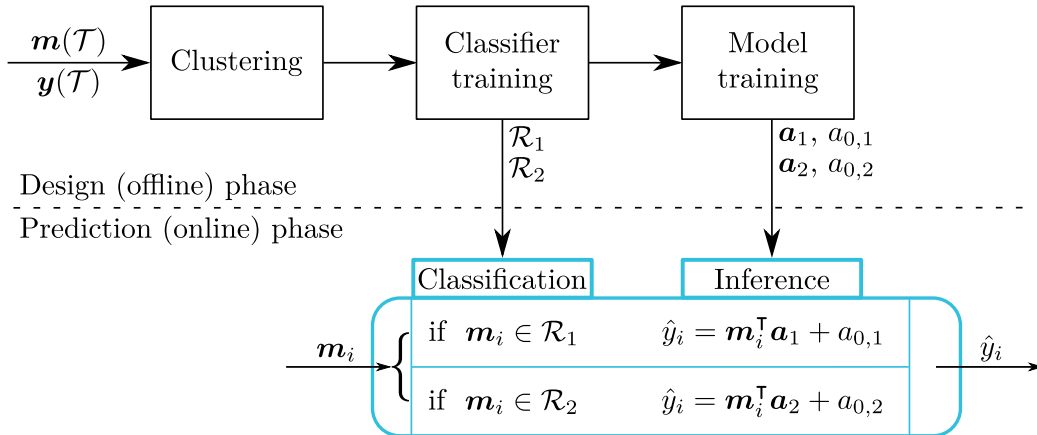 𝒎(𝒯)
𝒚(𝒯)
Clustering
Classifier
training
Model
training
ℛ₁
ℛ₂
𝒂₁, a₀,₁
𝒂₂, a₀,₂
Design (offline) phase
Prediction (online) phase
Classification
Inference
𝒎ᵢ
if 𝒎ᵢ ∈ ℛ₁ ŷᵢ = 𝒎ᵢᵀ𝒂₁ + a₀,₁
if 𝒎ᵢ ∈ ℛ₂ ŷᵢ = 𝒎ᵢᵀ𝒂₂ + a₀,₂
ŷᵢ